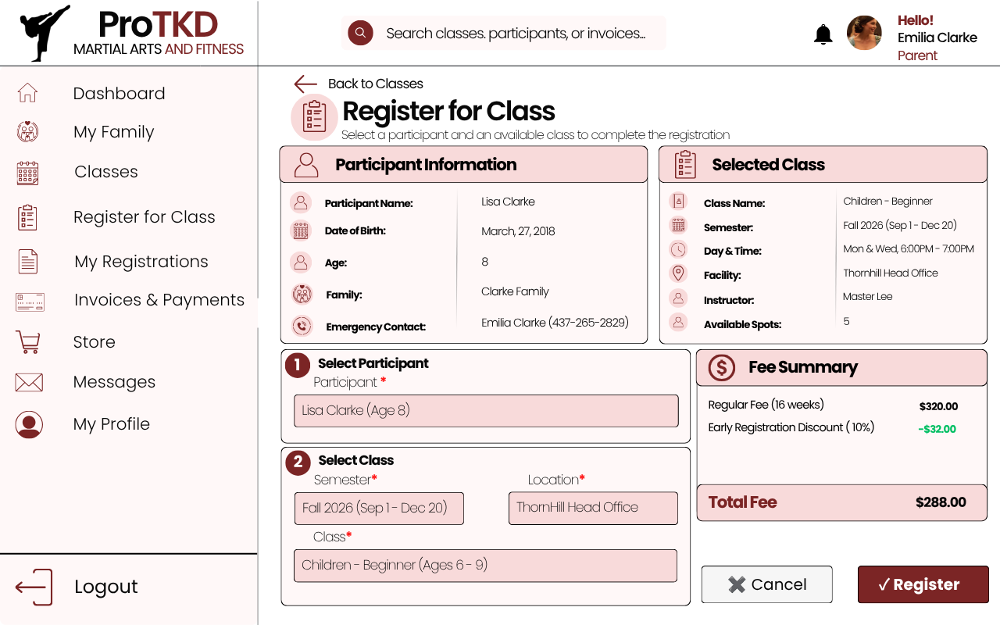 ProTKD
MARTIAL ARTS AND FITNESS
Search classes. participants, or invoices...
Hello!
Emilia Clarke
Parent
Dashboard
My Family
Classes
Register for Class
My Registrations
Invoices & Payments
Store
Messages
My Profile
Logout
Back to Classes
Register for Class
Select a participant and an available class to complete the registration
Participant Information
Participant Name: Lisa Clarke
Date of Birth: March, 27, 2018
Age: 8
Family: Clarke Family
Emergency Contact: Emilia Clarke (437-265-2829)
Selected Class
Class Name: Children - Beginner
Semester: Fall 2026 (Sep 1 - Dec 20)
Day & Time: Mon & Wed, 6:00PM - 7:00PM
Facility: Thornhill Head Office
Instructor: Master Lee
Available Spots: 5
1 Select Participant
Participant *
Lisa Clarke (Age 8)
2 Select Class
Semester* Location*
Fall 2026 (Sep 1 - Dec 20) ThornHill Head Office
Class*
Children - Beginner (Ages 6 - 9)
$ Fee Summary
Regular Fee (16 weeks) $320.00
Early Registration Discount ( 10%) -$32.00
Total Fee $288.00
✖ Cancel
✓ Register